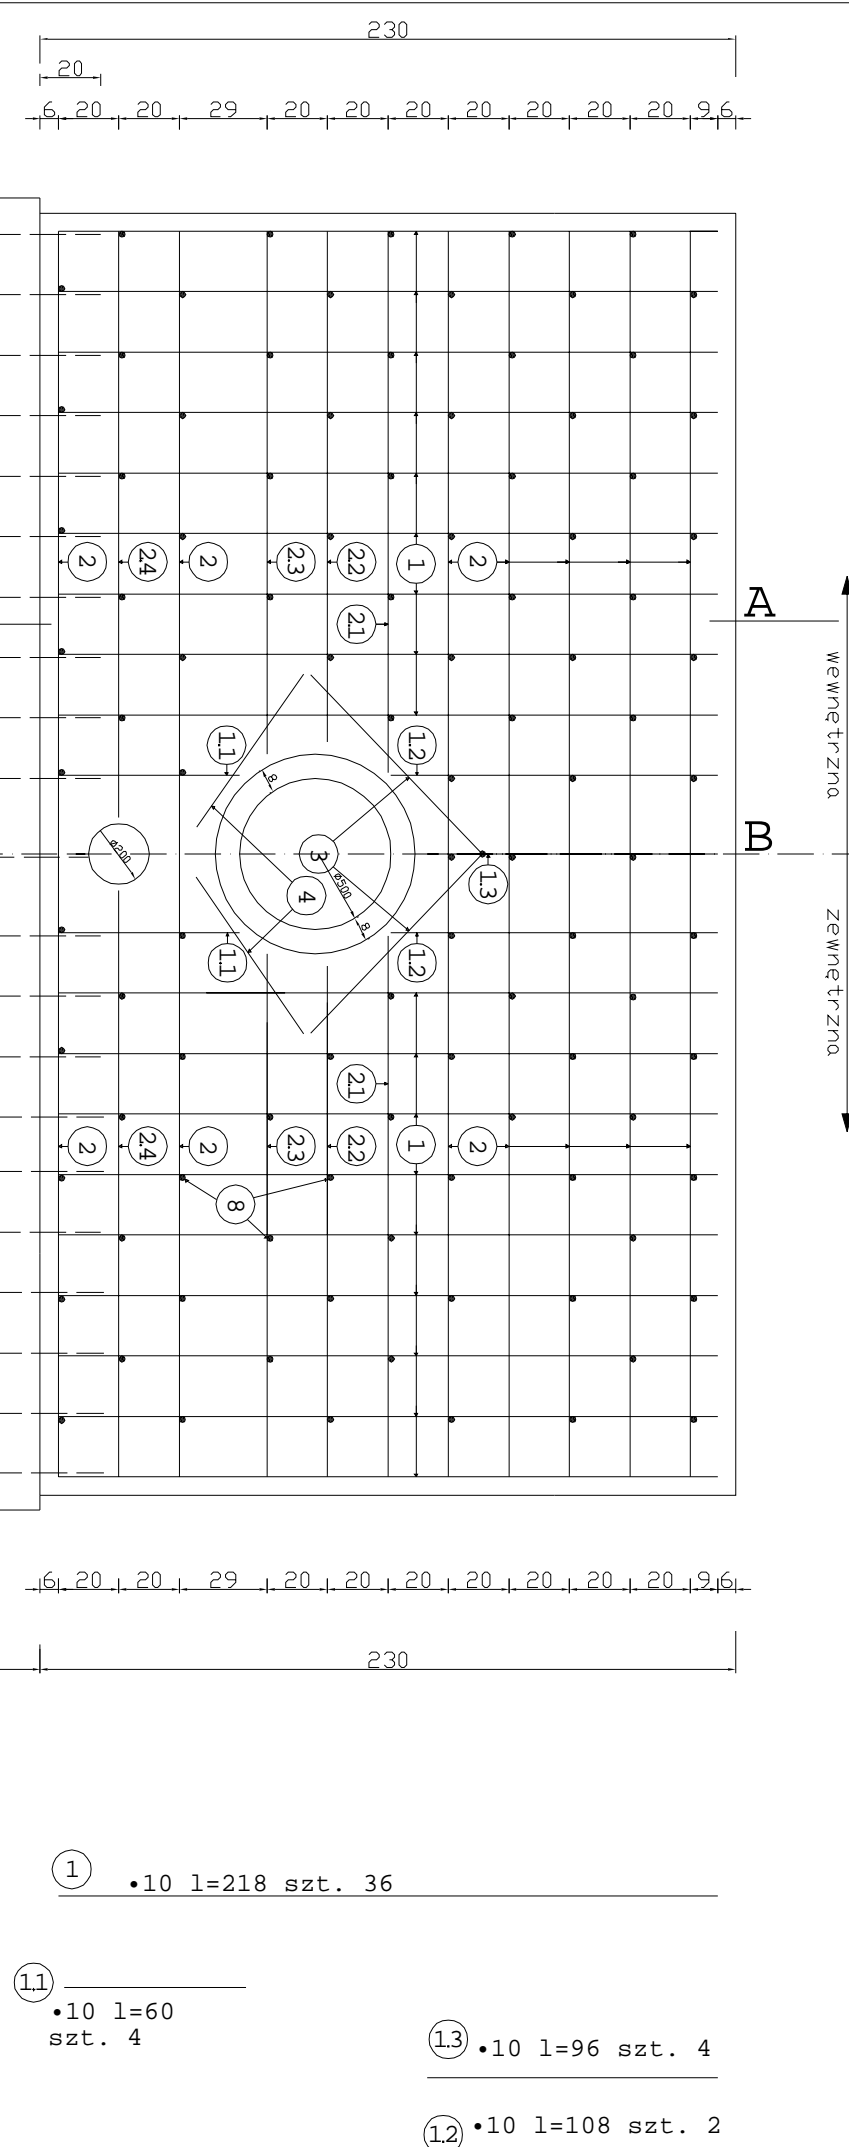 230
20
6 20 20 29 20 20 20 20 20 20 20 9 6
2 2.4 2 2.3 2.2 1 2
2.1
A
wewnętrzna
1.1 1.2
8
B
ø200
3
ø500
1.3
4
8
zewnętrzna
1.1 1.2
2.1
2 2.4 2 2.3 2.2 1 2
8
6 20 20 29 20 20 20 20 20 20 20 9 6
230
1 •10 l=218 szt. 36
1.1
•10 l=60
szt. 4
1.3 •10 l=96 szt. 4
1.2 •10 l=108 szt. 2